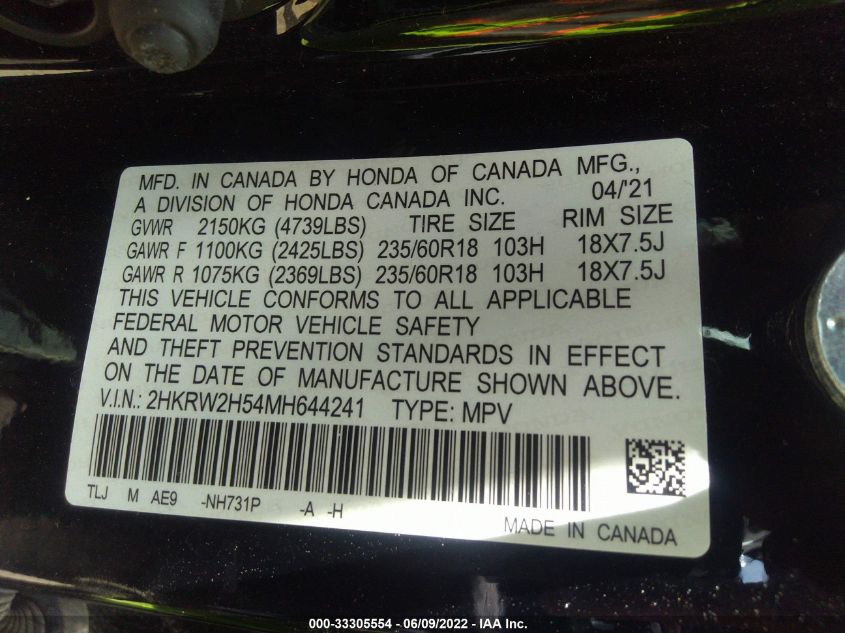 MFD. IN CANADA BY HONDA OF CANADA MFG.,
A DIVISION OF HONDA CANADA INC. 04/'21
GVWR 2150KG (4739LBS) TIRE SIZE RIM SIZE
GAWR F 1100KG (2425LBS) 235/60R18 103H 18X7.5J
GAWR R 1075KG (2369LBS) 235/60R18 103H 18X7.5J
THIS VEHICLE CONFORMS TO ALL APPLICABLE
FEDERAL MOTOR VEHICLE SAFETY
AND THEFT PREVENTION STANDARDS IN EFFECT
ON THE DATE OF MANUFACTURE SHOWN ABOVE.
V.I.N.: 2HKRW2H54MH644241 TYPE: MPV
TLJ M AE9 -NH731P -A -H
MADE IN CANADA
000-33305554 - 06/09/2022 - IAA Inc.